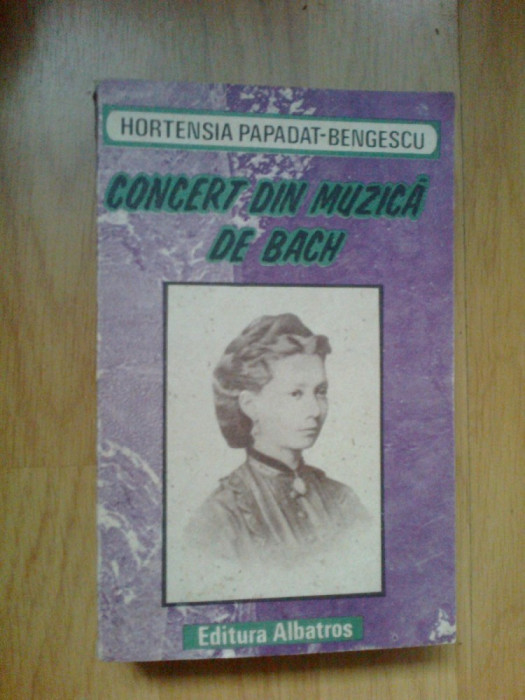 HORTENSIA PAPADAT-BENGESCU
CONCERT DIN MUZICĂ
DE BACH
Editura Albatros